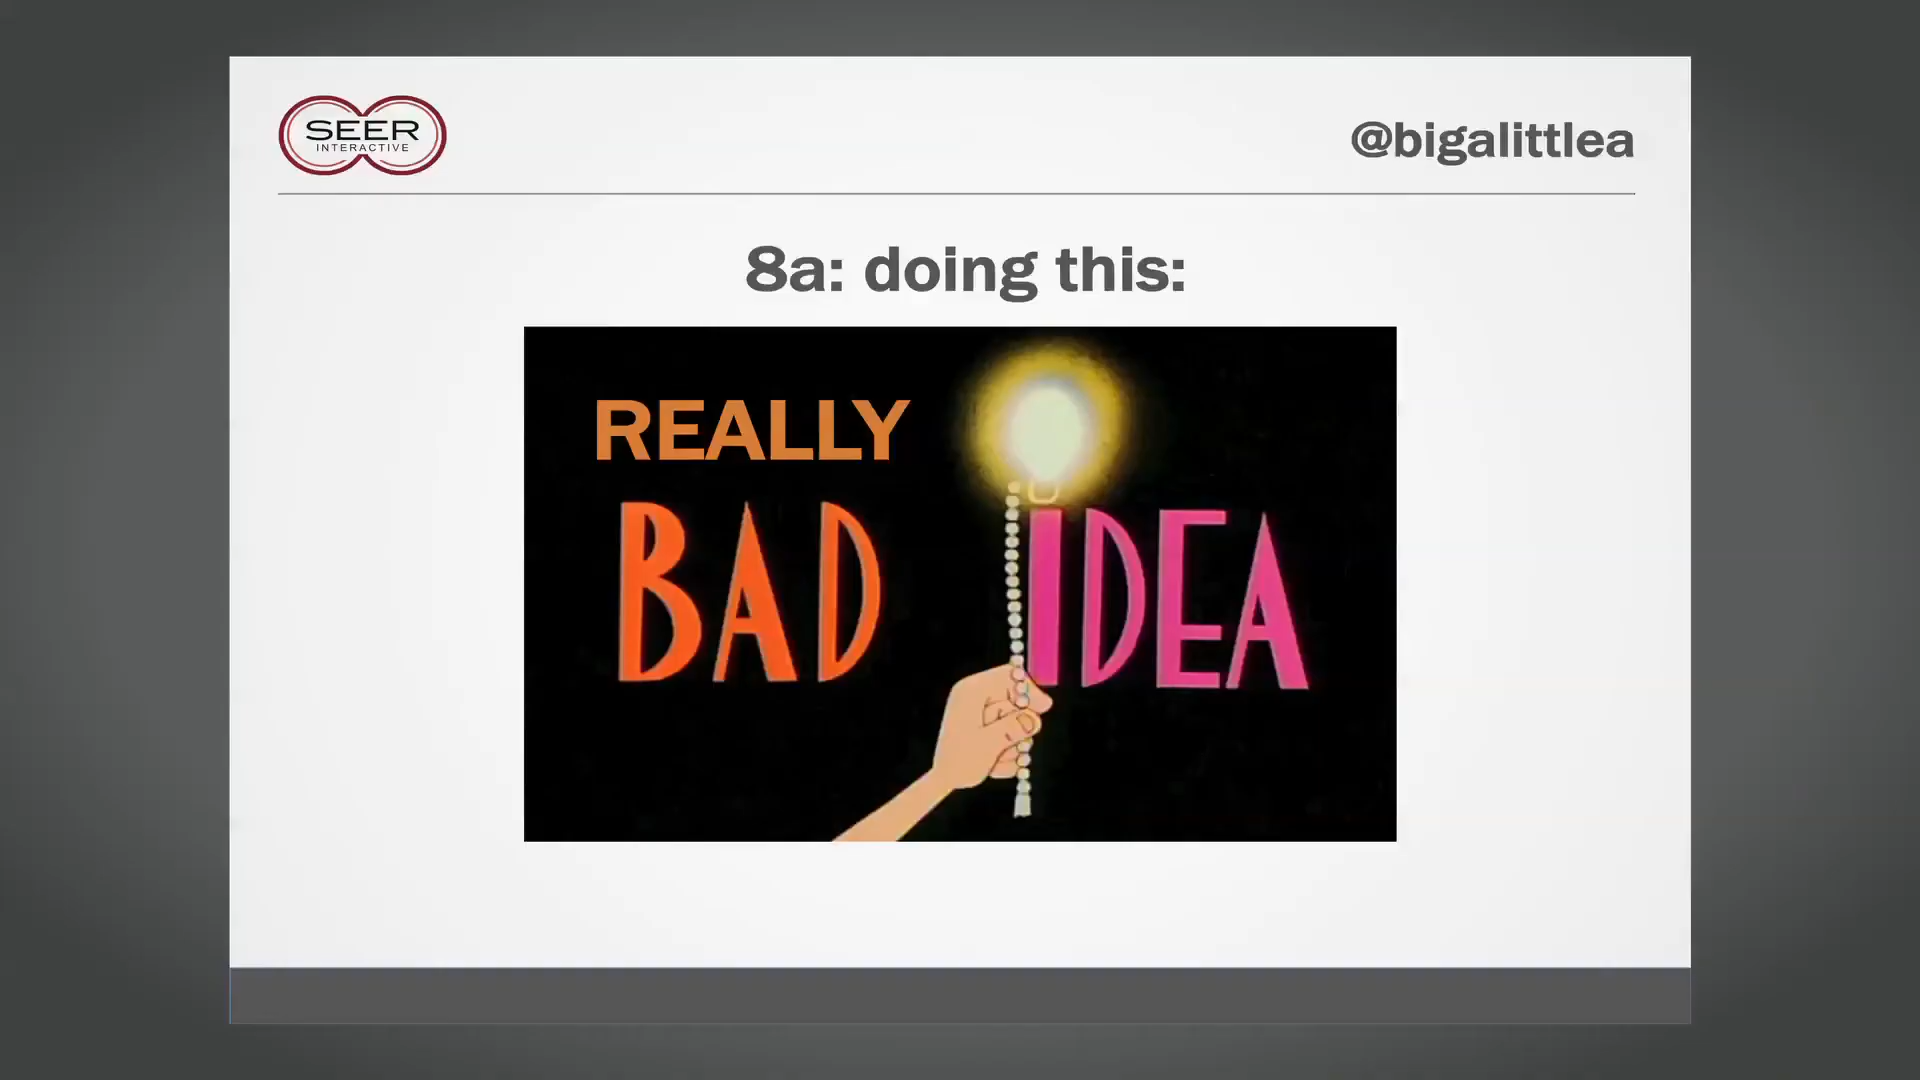 SEER
INTERACTIVE
@bigalittlea
8a: doing this:
REALLY
BAD IDEA